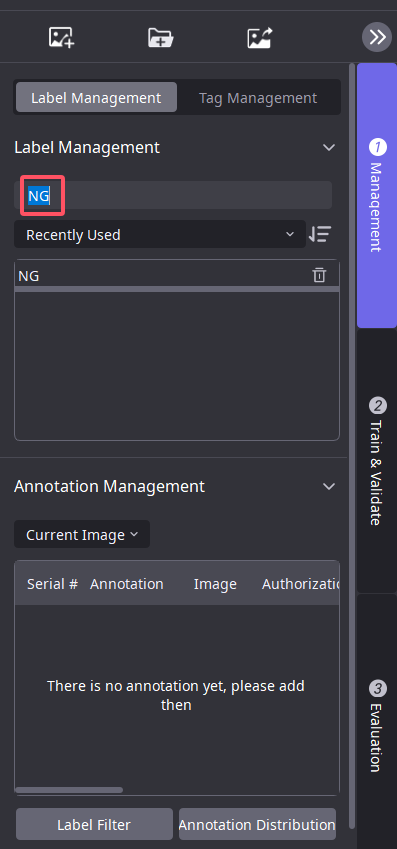 Label Management
Tag Management
Label Management
NG
Recently Used
NG
Annotation Management
Current Image
Serial # Annotation Image Authorizatic
There is no annotation yet, please add
then
Label Filter
Annotation Distribution
1 Management
2 Train & Validate
3 Evaluation